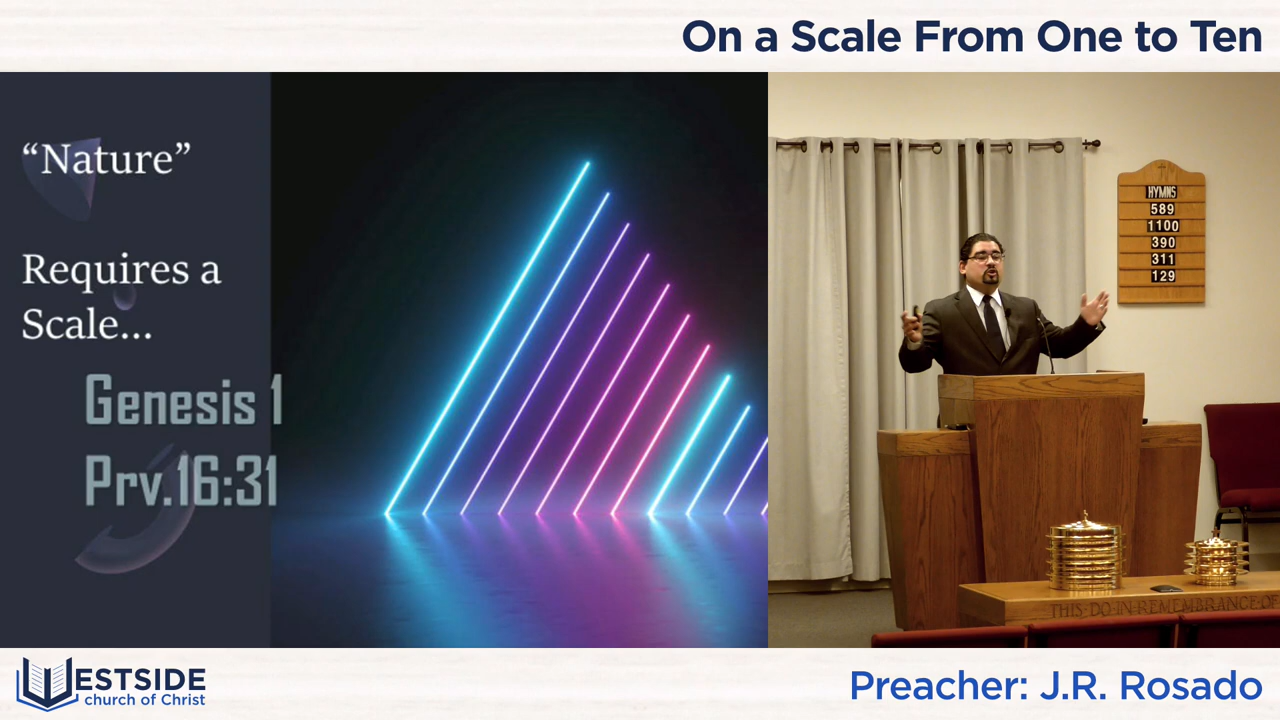 On a Scale From One to Ten
“Nature”
Requires a
Scale...
Genesis 1
Prv.16:31
HYMNS
589
1100
390
311
129
THIS DO IN REMEMBRANCE OF
WESTSIDE
church of Christ
Preacher: J.R. Rosado